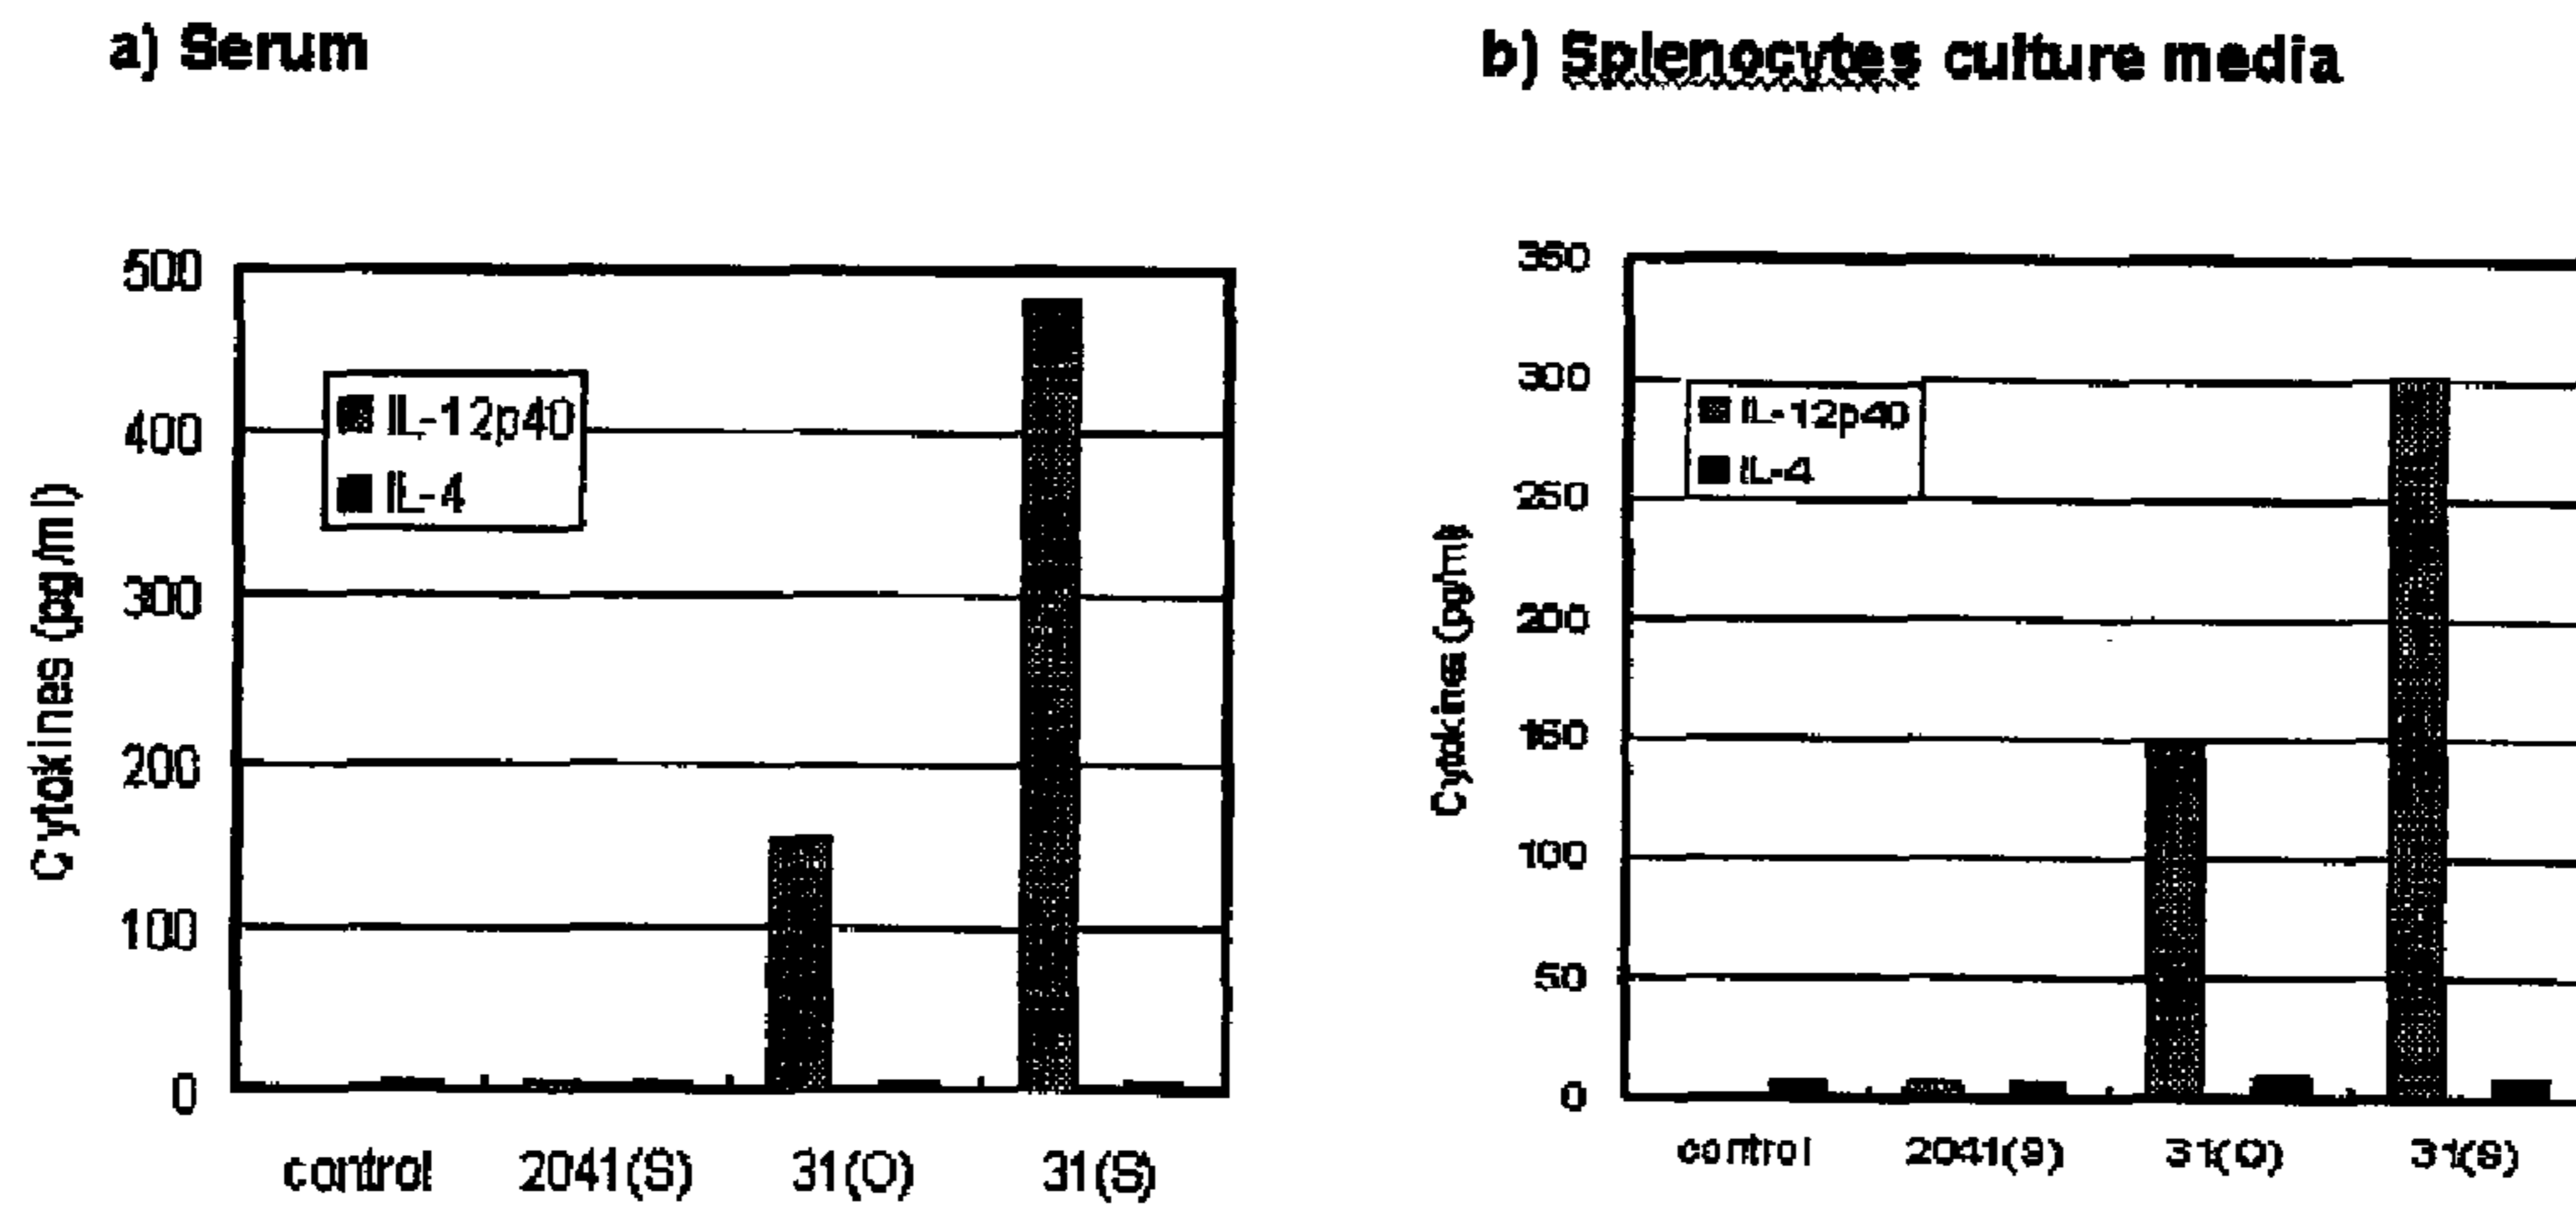 a) Serum
500
400
300
200
100
0
Cytokines (pg/ml)
IL-12p40
IL-4
control 2041(S) 31(O) 31(S)
b) Splenocytes culture media
350
300
250
200
150
100
50
0
Cytokines (pg/ml)
IL-12p40
IL-4
control 2041(S) 31(O) 31(S)